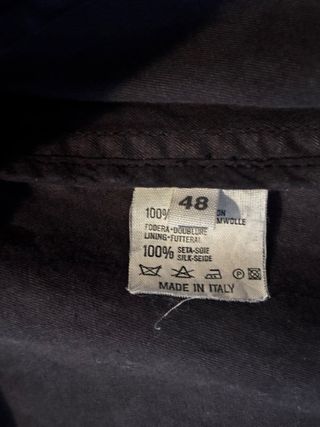 48
100%
FODERA-DOUBLURE
LINING-FUTTERAL
100% SETA-SOIE
SILK-SEIDE
MADE IN ITALY